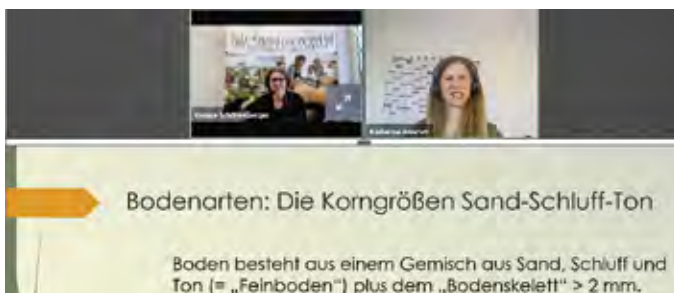 Bodenarten: Die Korngrößen Sand-Schluff-Ton
Boden besteht aus einem Gemisch aus Sand, Schluff und
Ton (= „Feinboden“) plus dem „Bodenskelett“ > 2 mm.